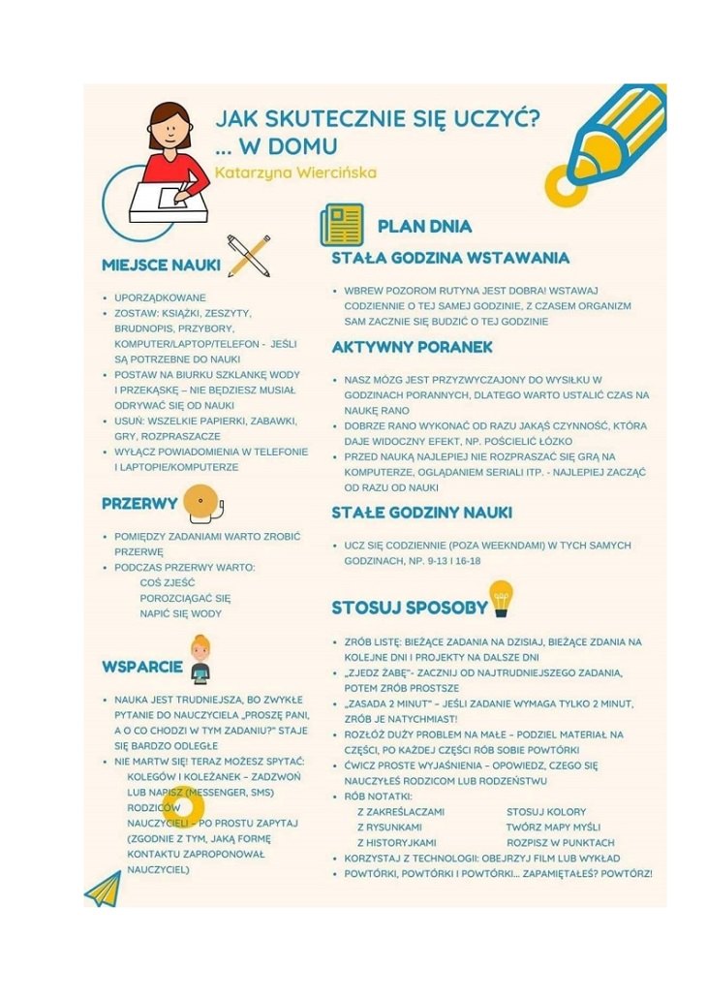 JAK SKUTECZNIE SIĘ UCZYĆ?
... W DOMU
Katarzyna Wiercińska
MIEJSCE NAUKI
• UPORZĄDKOWANE
• ZOSTAW: KSIĄŻKI, ZESZYTY,
BRUDNOPIS, PRZYBORY,
KOMPUTER/LAPTOP/TELEFON - JEŚLI
SĄ POTRZEBNE DO NAUKI
• POSTAW NA BIURKU SZKLANKĘ WODY
I PRZEKĄSKĘ – NIE BĘDZIESZ MUSIAŁ
ODRYWAĆ SIĘ OD NAUKI
• USUŃ: WSZELKIE PAPIERKI, ZABAWKI,
GRY, ROZPRASZACZE
• WYŁĄCZ POWIADOMIENIA W TELEFONIE
I LAPTOPIE/KOMPUTERZE
PRZERWY
• POMIĘDZY ZADANIAMI WARTO ZROBIĆ
PRZERWĘ
• PODCZAS PRZERWY WARTO:
COŚ ZJEŚĆ
POROZCIĄGAĆ SIĘ
NAPIĆ SIĘ WODY
WSPARCIE
• NAUKA JEST TRUDNIEJSZA, BO ZWYKŁE
PYTANIE DO NAUCZYCIELA „PROSZĘ PANI,
A O CO CHODZI W TYM ZADANIU?” STAJE
SIĘ BARDZO ODLEGŁE
• NIE MARTW SIĘ! TERAZ MOŻESZ SPYTAĆ:
KOLEGÓW I KOLEŻANEK – ZADZWOŃ
LUB NAPISZ (MESSENGER, SMS)
RODZICÓW
NAUCZYCIELI – PO PROSTU ZAPYTAJ
(ZGODNIE Z TYM, JAKĄ FORMĘ
KONTAKTU ZAPROPONOWAŁ
NAUCZYCIEL)
PLAN DNIA
STAŁA GODZINA WSTAWANIA
• WBREW POZOROM RUTYNA JEST DOBRA! WSTAWAJ
CODZIENNIE O TEJ SAMEJ GODZINIE, Z CZASEM ORGANIZM
SAM ZACZNIE SIĘ BUDZIĆ O TEJ GODZINIE
AKTYWNY PORANEK
• NASZ MÓZG JEST PRZYZWYCZAJONY DO WYSIŁKU W
GODZINACH PORANNYCH, DLATEGO WARTO USTALIĆ CZAS NA
NAUKĘ RANO
• DOBRZE RANO WYKONAĆ OD RAZU JAKĄŚ CZYNNOŚĆ, KTÓRA
DAJE WIDOCZNY EFEKT, NP. POŚCIELIĆ ŁÓZKO
• PRZED NAUKĄ NAJLEPIEJ NIE ROZPRASZAĆ SIĘ GRĄ NA
KOMPUTERZE, OGLĄDANIEM SERIALI ITP. - NAJLEPIEJ ZACZĄĆ
OD RAZU OD NAUKI
STAŁE GODZINY NAUKI
• UCZ SIĘ CODZIENNIE (POZA WEEKNDAMI) W TYCH SAMYCH
GODZINACH, NP. 9-13 I 16-18
STOSUJ SPOSOBY
• ZRÓB LISTĘ: BIEŻĄCE ZADANIA NA DZISIAJ, BIEŻĄCE ZDANIA NA
KOLEJNE DNI I PROJEKTY NA DALSZE DNI
• „ZJEDZ ŻABĘ”- ZACZNIJ OD NAJTRUDNIEJSZEGO ZADANIA,
POTEM ZRÓB PROSTSZE
• „ZASADA 2 MINUT” – JEŚLI ZADANIE WYMAGA TYLKO 2 MINUT,
ZRÓB JE NATYCHMIAST!
• ROZŁÓŻ DUŻY PROBLEM NA MAŁE – PODZIEL MATERIAŁ NA
CZĘŚCI, PO KAŻDEJ CZĘŚCI RÓB SOBIE POWTÓRKI
• ĆWICZ PROSTE WYJAŚNIENIA – OPOWIEDZ, CZEGO SIĘ
NAUCZYŁEŚ RODZICOM LUB RODZEŃSTWU
• RÓB NOTATKI:
Z ZAKREŚLACZAMI STOSUJ KOLORY
Z RYSUNKAMI TWÓRZ MAPY MYŚLI
Z HISTORYJKAMI ROZPISZ W PUNKTACH
• KORZYSTAJ Z TECHNOLOGII: OBEJRZYJ FILM LUB WYKŁAD
• POWTÓRKI, POWTÓRKI I POWTÓRKI... ZAPAMIĘTAŁEŚ? POWTÓRZ!